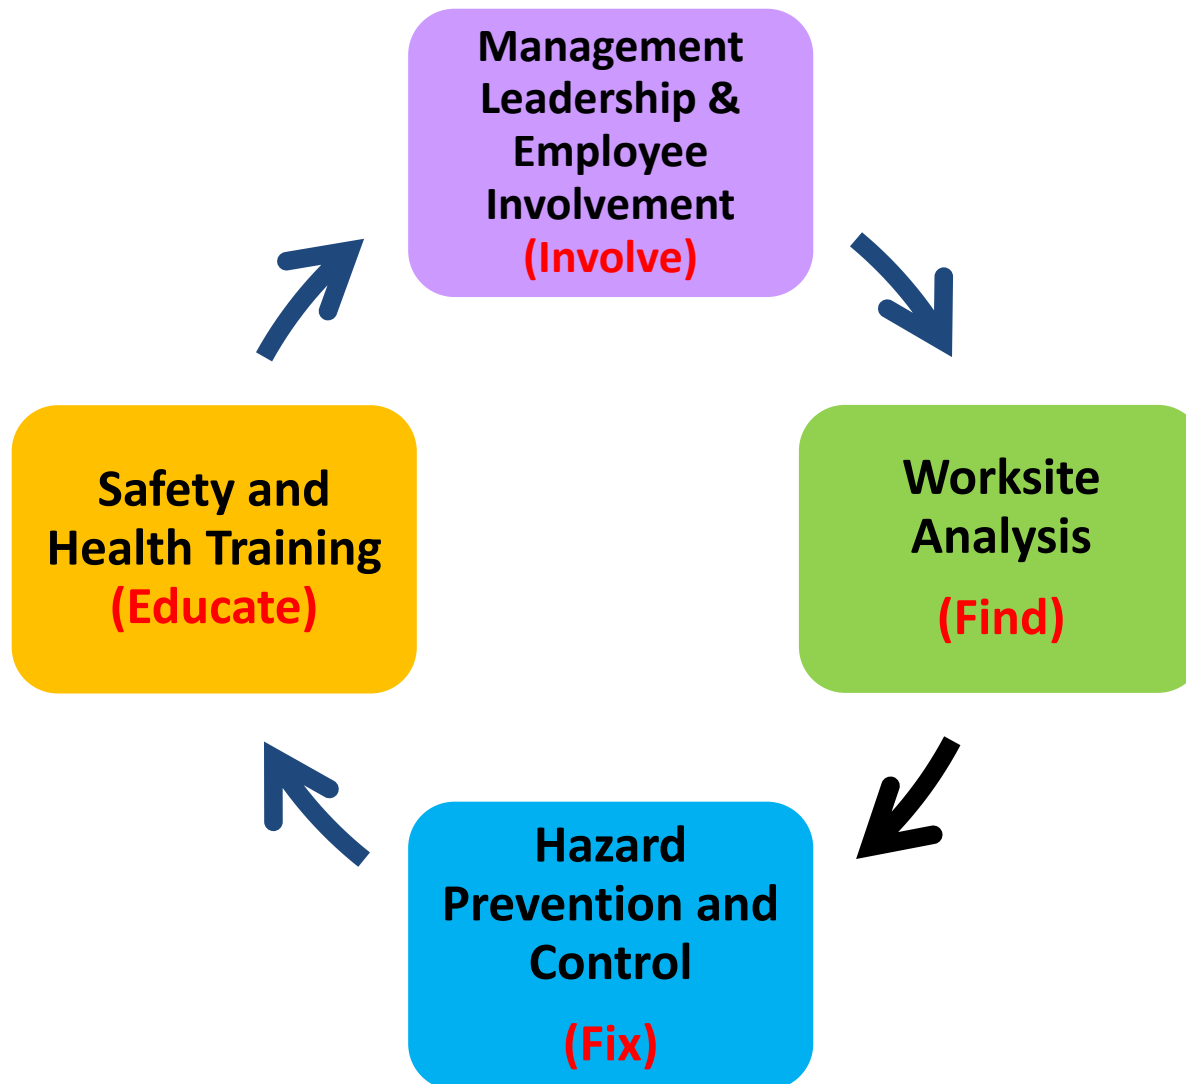 Management
Leadership &
Employee
Involvement
(Involve)
Safety and
Health Training
(Educate)
Worksite
Analysis
(Find)
Hazard
Prevention and
Control
(Fix)